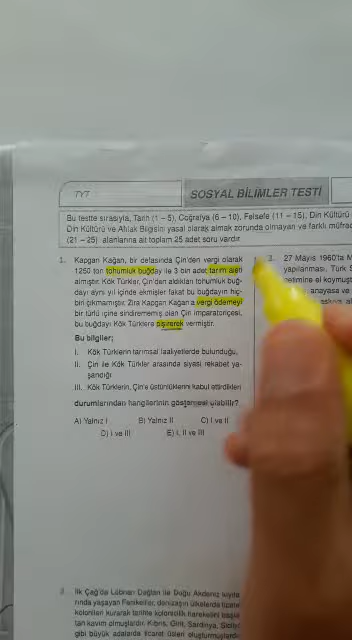 TYT
SOSYAL BİLİMLER TESTİ
Bu testte sırasıyla, Tarih (1 – 5), Coğrafya (6 – 10), Felsefe (11 – 15), Din Kültürü
Din Kültürü ve Ahlak Bilgisini yasal olarak almak zorunda olmayan ve farklı müfred
(21 – 25) alanlarına ait toplam 25 adet soru vardır.
1. Kapgan Kağan, bir defasında Çin'den vergi olarak
1250 ton tohumluk buğday ile 3 bin adet tarım aleti
almıştır. Kök Türkler, Çin'den aldıkları tohumluk buğ-
dayı aynı yıl içinde ekmişler fakat bu buğdayın hiç-
biri çıkmamıştır. Zira Kapgan Kağan'a vergi ödemeyi
bir türlü içine sindirememiş olan Çin imparatoriçesi,
bu buğdayı Kök Türklere pişirerek vermiştir.
Bu bilgiler;
I. Kök Türklerin tarımsal faaliyetlerde bulunduğu,
II. Çin ile Kök Türkler arasında siyasi rekabet ya-
şandığı
III. Kök Türklerin, Çin'e üstünlüklerini kabul ettirdikleri
durumlarından hangilerinin göstergesi olabilir?
A) Yalnız I B) Yalnız II C) I ve II
D) I ve III E) I, II ve III
27 Mayıs 1960'ta
yapılanması, Türk
anayasa ve
3. İlk Çağ'da Lübnan Dağları ile Doğu Akdeniz kıyıla-
rında yaşayan Fenikeliler, denizaşırı ülkelerde ticaret
kolonileri kurarak tarihte kolonicilik hareketini başla-
tan kavim olmuşlardır. Kıbrıs, Girit, Sardinya, Sicilya
gibi büyük adalarda ticaret üsleri oluşturmuşlardı